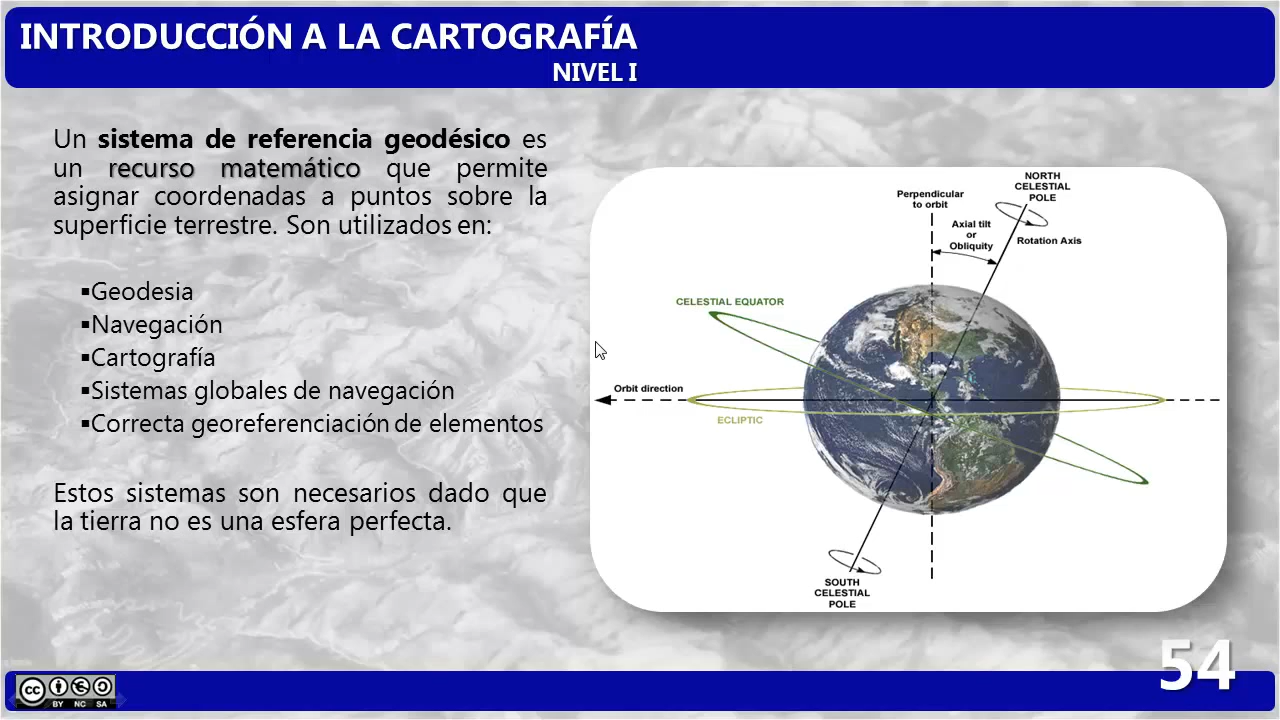 INTRODUCCIÓN A LA CARTOGRAFÍA
NIVEL I
Un sistema de referencia geodésico es
un recurso matemático que permite
asignar coordenadas a puntos sobre la
superficie terrestre. Son utilizados en:
▪Geodesia
▪Navegación
▪Cartografía
▪Sistemas globales de navegación
▪Correcta georeferenciación de elementos
Estos sistemas son necesarios dado que
la tierra no es una esfera perfecta.
NORTH
CELESTIAL
POLE
Perpendicular
to orbit
Axial tilt
or
Obliquity
Rotation Axis
CELESTIAL EQUATOR
Orbit direction
ECLIPTIC
SOUTH
CELESTIAL
POLE
54
cc
BY NC SA